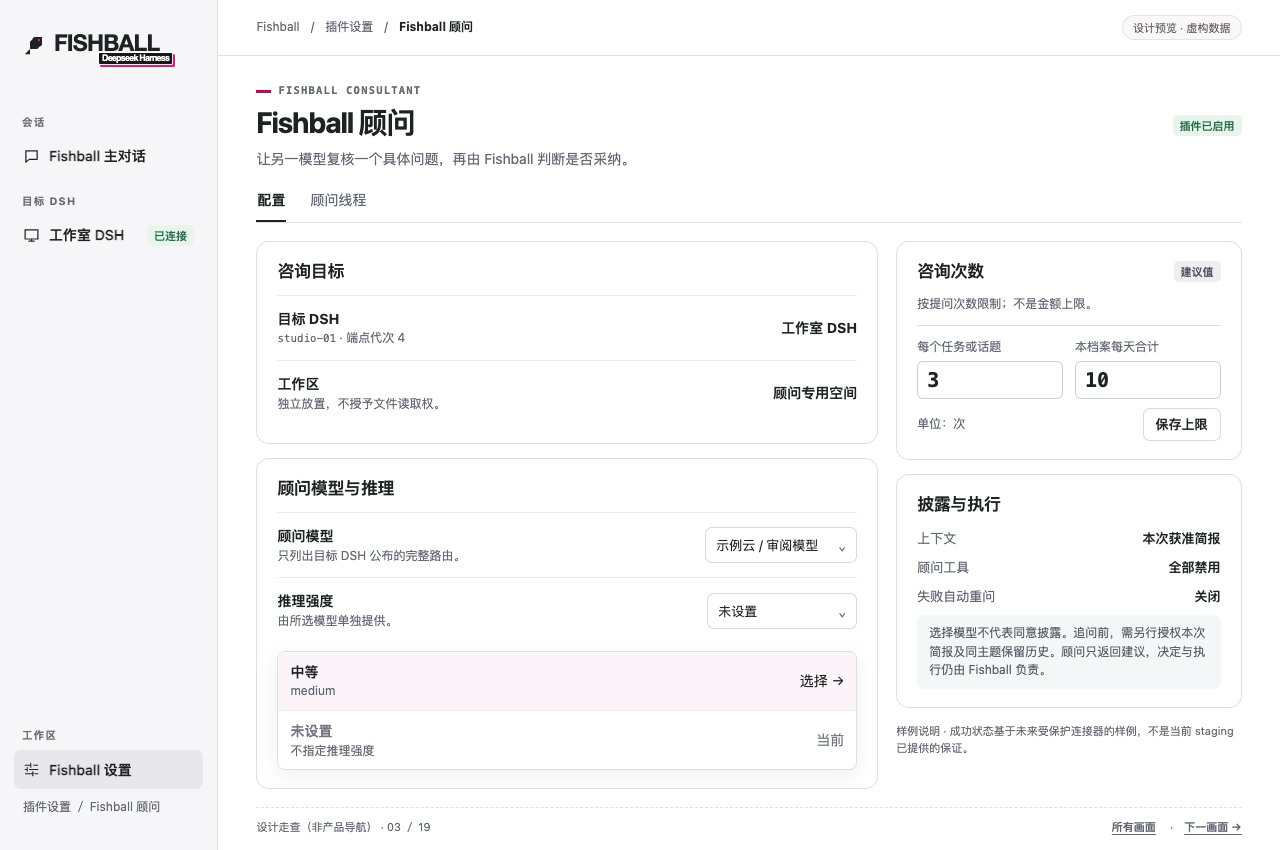 FISHBALL
Deepseek Harness
会话
Fishball 主对话
目标 DSH
工作室 DSH
已连接
工作区
Fishball 设置
插件设置 / Fishball 顾问
Fishball / 插件设置 / Fishball 顾问
设计预览 · 虚构数据
FISHBALL CONSULTANT
Fishball 顾问
插件已启用
让另一模型复核一个具体问题，再由 Fishball 判断是否采纳。
配置
顾问线程
咨询目标
目标 DSH
studio-01 · 端点代次 4
工作室 DSH
工作区
独立放置，不授予文件读取权。
顾问专用空间
顾问模型与推理
顾问模型
只列出目标 DSH 公布的完整路由。
示例云 / 审阅模型
推理强度
由所选模型单独提供。
未设置
中等
medium
选择 →
未设置
不指定推理强度
当前
咨询次数
建议值
按提问次数限制；不是金额上限。
每个任务或话题
本档案每天合计
3
10
单位：次
保存上限
披露与执行
上下文
本次获准简报
顾问工具
全部禁用
失败自动重问
关闭
选择模型不代表同意披露。追问前，需另行授权本次
简报及同主题保留历史。顾问只返回建议，决定与执
行仍由 Fishball 负责。
样例说明 · 成功状态基于未来受保护连接器的样例，不是当前 staging
已提供的保证。
设计走查（非产品导航） · 03 / 19
所有画面 · 下一画面 →